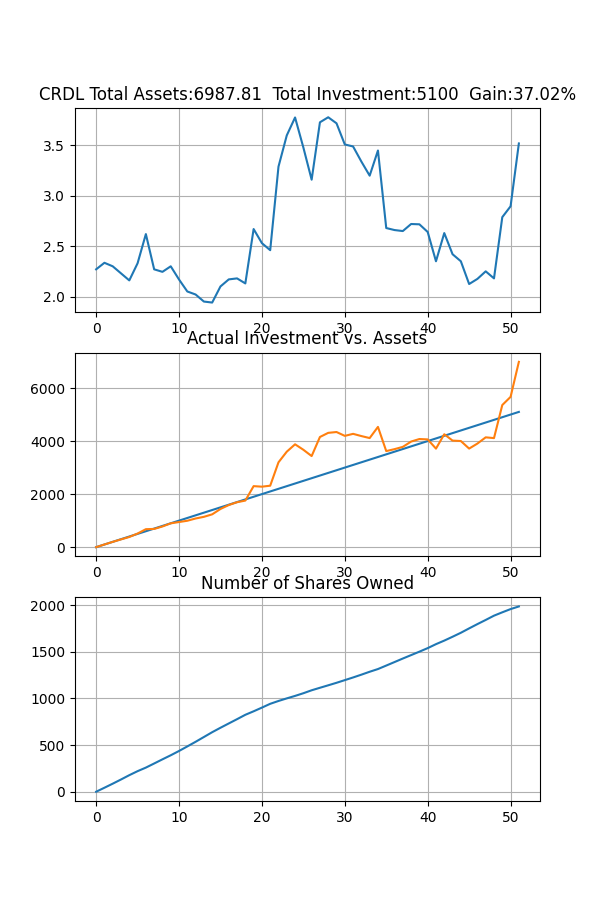 CRDL Total Assets:6987.81  Total Investment:5100  Gain:37.02%
3.5
3.0
2.5
2.0
0 10 20 30 40 50
Actual Investment vs. Assets
6000
4000
2000
0
0 10 20 30 40 50
Number of Shares Owned
2000
1500
1000
500
0
0 10 20 30 40 50